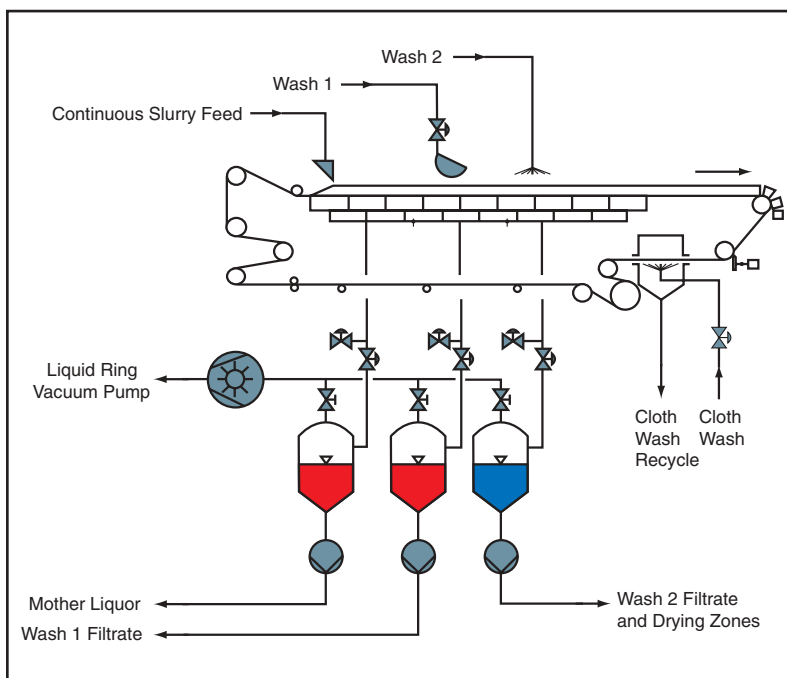 Wash 2
Wash 1
Continuous Slurry Feed
Liquid Ring
Vacuum Pump
Cloth
Wash
Recycle
Cloth
Wash
Mother Liquor
Wash 1 Filtrate
Wash 2 Filtrate
and Drying Zones